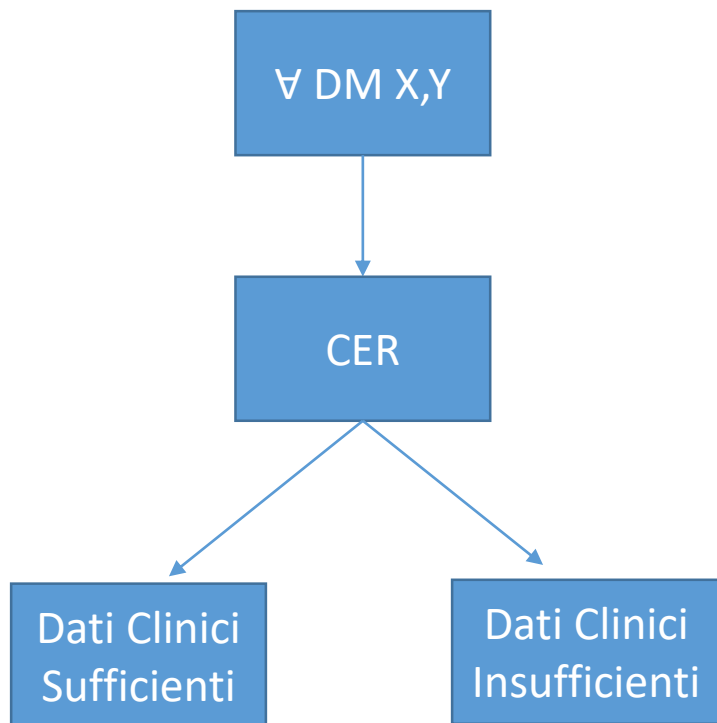 ∀ DM X,Y
CER
Dati Clinici
Sufficienti
Dati Clinici
Insufficienti